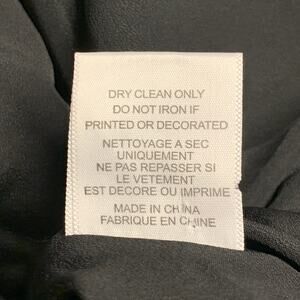 DRY CLEAN ONLY
DO NOT IRON IF
PRINTED OR DECORATED
NETTOYAGE A SEC
UNIQUEMENT
NE PAS REPASSER SI
LE VETEMENT
EST DECORE OU IMPRIME
MADE IN CHINA
FABRIQUE EN CHINE